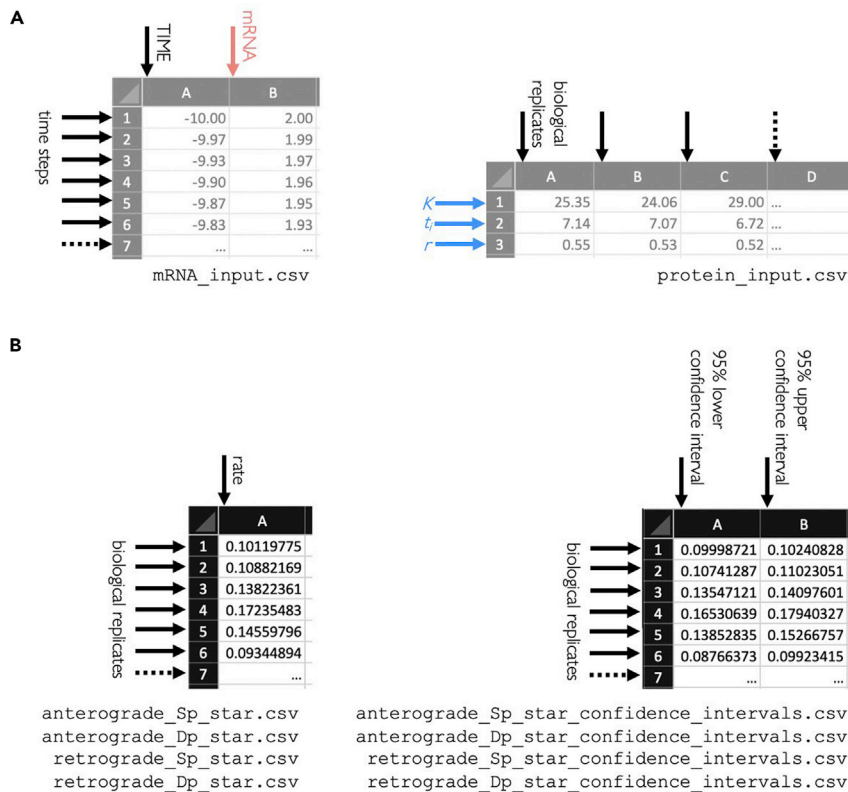 A
TIME
mRNA
time steps
A B
1 -10.00 2.00
2 -9.97 1.99
3 -9.93 1.97
4 -9.90 1.96
5 -9.87 1.95
6 -9.83 1.93
7 ... ...
mRNA_input.csv
biological
replicates
A B C D
K 1 25.35 24.06 29.00 ...
ti 2 7.14 7.07 6.72 ...
r 3 0.55 0.53 0.52 ...
protein_input.csv
B
rate
biological replicates
A
1 0.10119775
2 0.10882169
3 0.13822361
4 0.17235483
5 0.14559796
6 0.09344894
7 ...
anterograde_Sp_star.csv
anterograde_Dp_star.csv
retrograde_Sp_star.csv
retrograde_Dp_star.csv
95% lower
confidence interval
95% upper
confidence interval
biological replicates
A B
1 0.09998721 0.10240828
2 0.10741287 0.11023051
3 0.13547121 0.14097601
4 0.16530639 0.17940327
5 0.13852835 0.15266757
6 0.08766373 0.09923415
7 ... ...
anterograde_Sp_star_confidence_intervals.csv
anterograde_Dp_star_confidence_intervals.csv
retrograde_Sp_star_confidence_intervals.csv
retrograde_Dp_star_confidence_intervals.csv